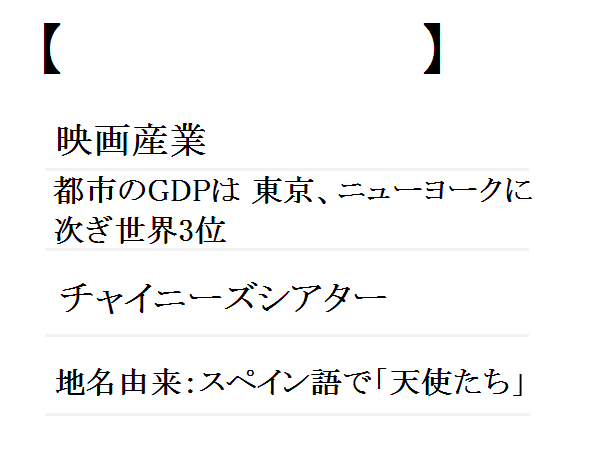 【 】
映画産業
都市のGDPは 東京、ニューヨークに
次ぎ世界3位
チャイニーズシアター
地名由来：スペイン語で「天使たち」